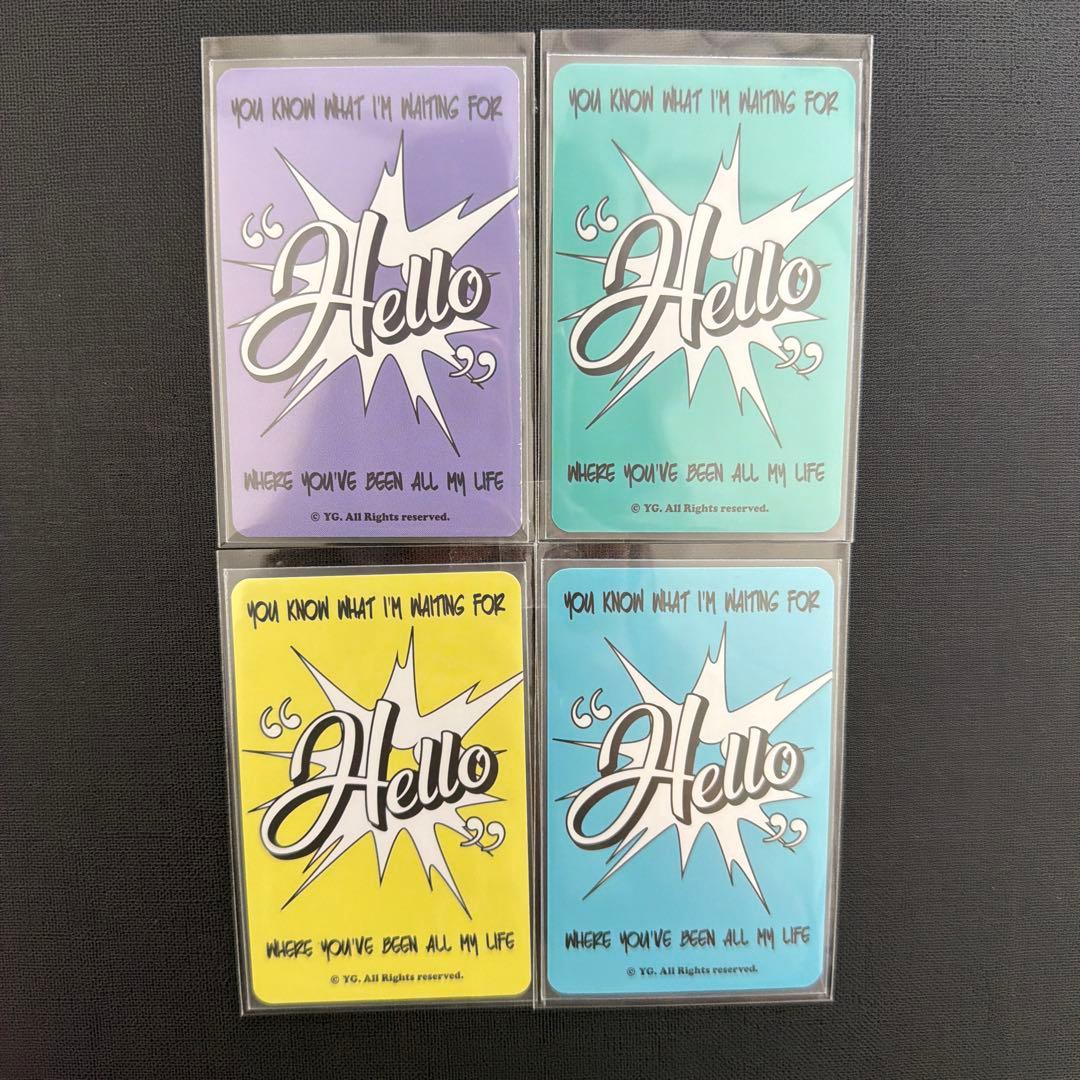 YOU KNOW WHAT I'M WAITING FOR
“Hello”
WHERE YOU'VE BEEN ALL MY LIFE
© YG. All Rights reserved.
YOU KNOW WHAT I'M WAITING FOR
“Hello”
WHERE YOU'VE BEEN ALL MY LIFE
© YG. All Rights reserved.
YOU KNOW WHAT I'M WAITING FOR
“Hello”
WHERE YOU'VE BEEN ALL MY LIFE
© YG. All Rights reserved.
YOU KNOW WHAT I'M WAITING FOR
“Hello”
WHERE YOU'VE BEEN ALL MY LIFE
© YG. All Rights reserved.